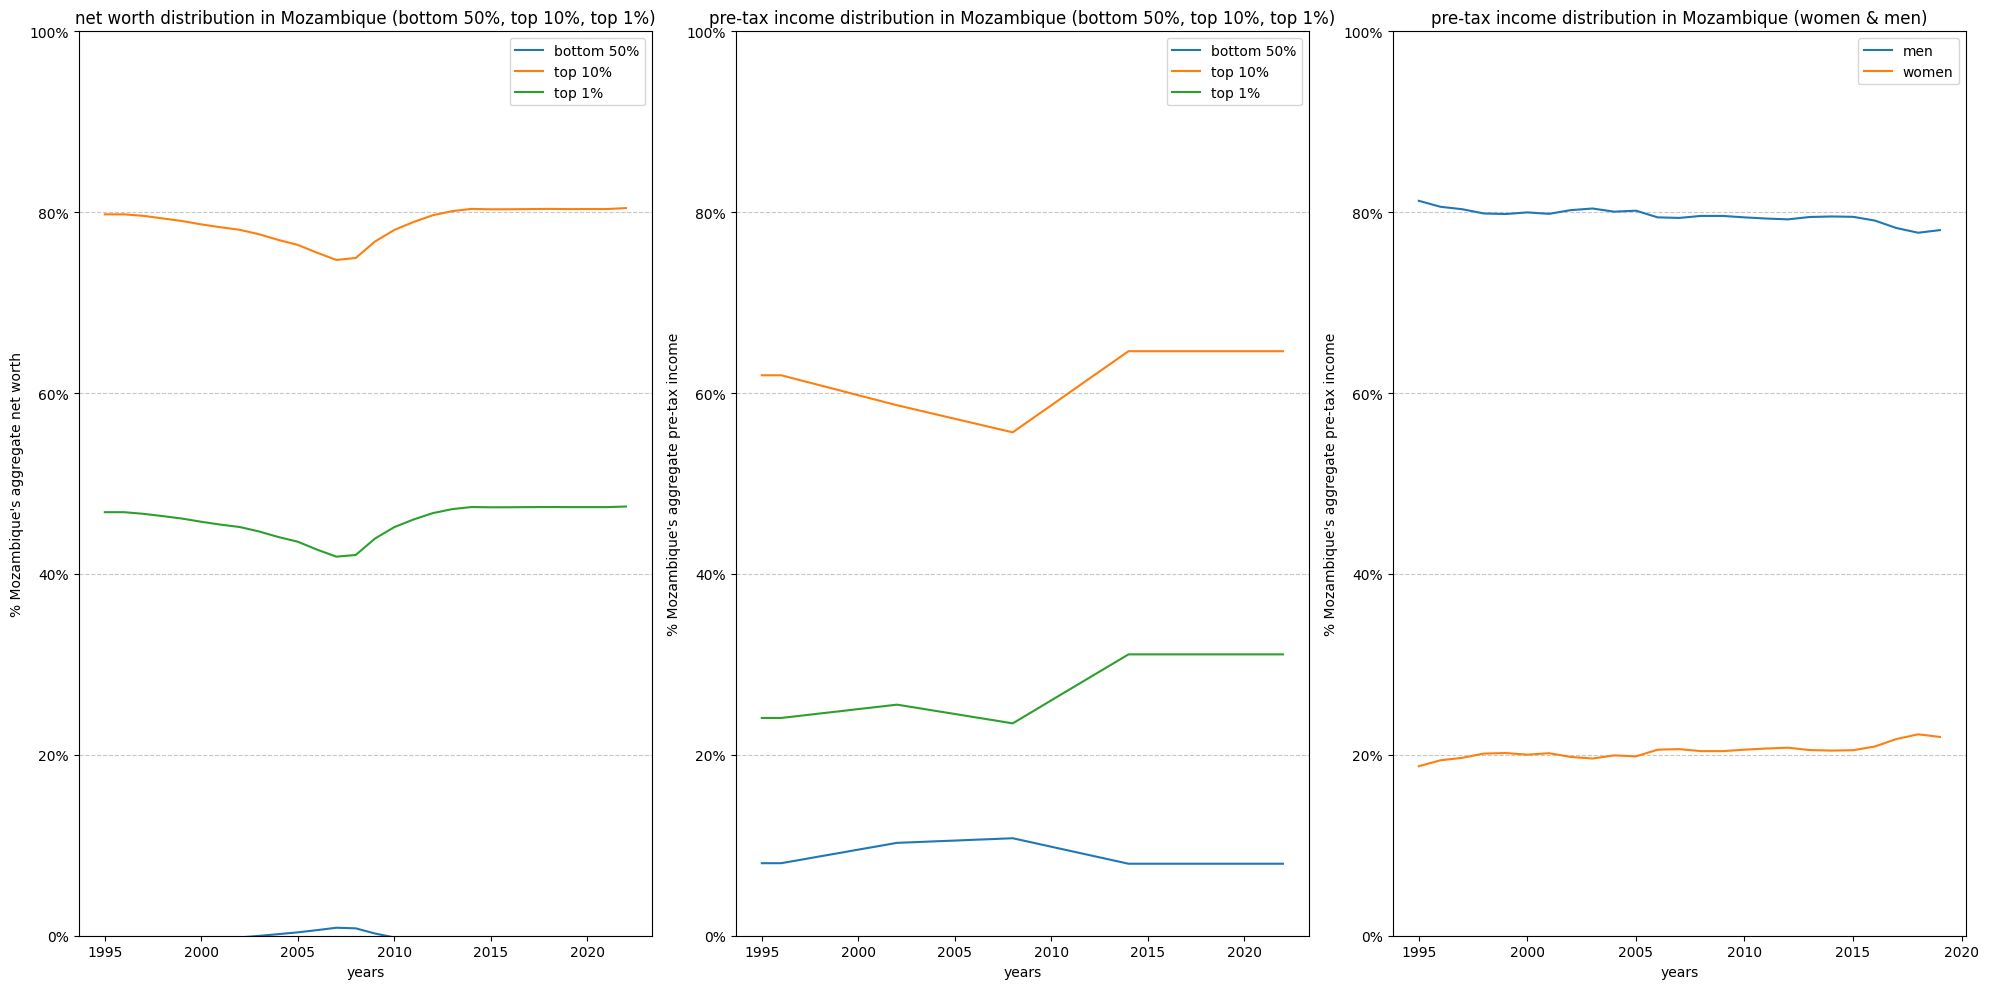 net worth distribution in Mozambique (bottom 50%, top 10%, top 1%)
100%
80%
60%
40%
20%
0%
% Mozambique's aggregate net worth
bottom 50%
top 10%
top 1%
1995 2000 2005 2010 2015 2020
years
pre-tax income distribution in Mozambique (bottom 50%, top 10%, top 1%)
100%
80%
60%
40%
20%
0%
% Mozambique's aggregate pre-tax income
bottom 50%
top 10%
top 1%
1995 2000 2005 2010 2015 2020
years
pre-tax income distribution in Mozambique (women & men)
100%
80%
60%
40%
20%
0%
% Mozambique's aggregate pre-tax income
men
women
1995 2000 2005 2010 2015 2020
years